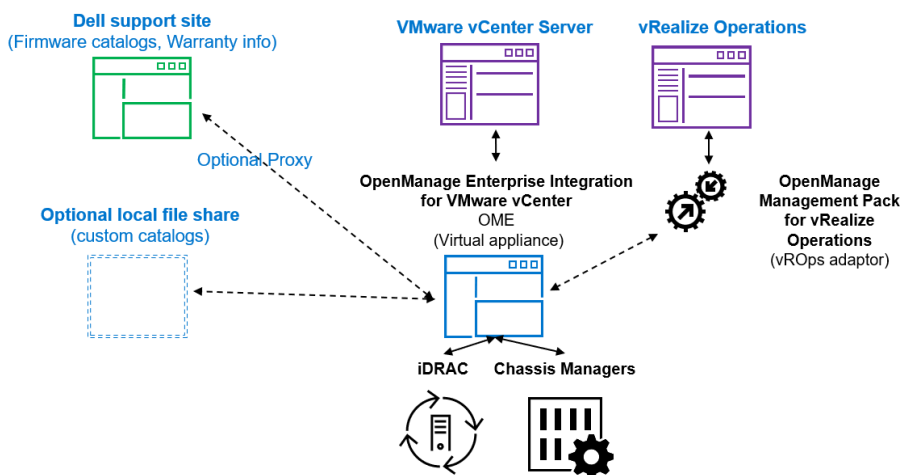 Dell support site
(Firmware catalogs, Warranty info)
VMware vCenter Server
vRealize Operations
Optional Proxy
OpenManage Enterprise Integration
for VMware vCenter
OME
(Virtual appliance)
OpenManage
Management Pack
for vRealize
Operations
(vROps adaptor)
Optional local file share
(custom catalogs)
iDRAC
Chassis Managers